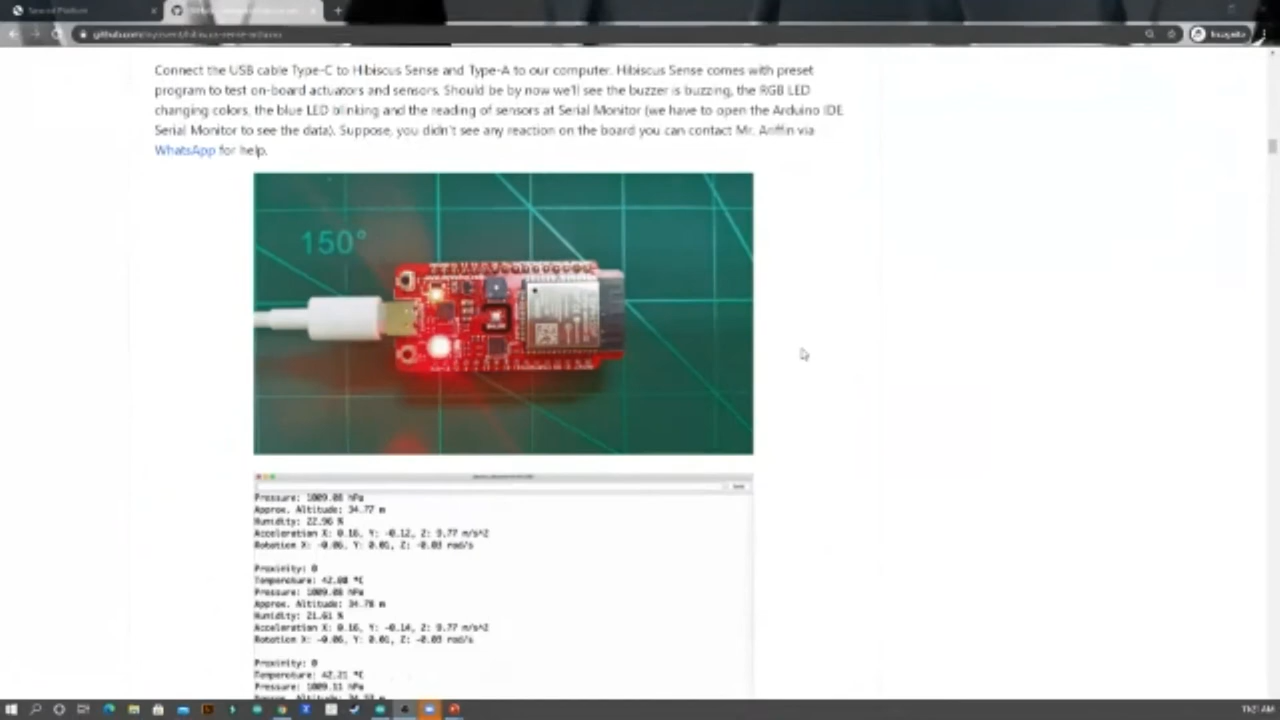 Connect the USB cable Type-C to Hibiscus Sense and Type-A to our computer. Hibiscus Sense comes with preset
program to test on-board actuators and sensors. Should be by now we'll see the buzzer is buzzing, the RGB LED
changing colors, the blue LED blinking and the reading of sensors at Serial Monitor (we have to open the Arduino IDE
Serial Monitor to see the data). Suppose, you didn't see any reaction on the board you can contact Mr. Ariffin via
WhatsApp for help.
150°
Pressure: 1009.08 hPa
Approx. Altitude: 34.77 m
Humidity: 22.96 %
Acceleration X: 0.16, Y: -0.12, Z: 9.77 m/s^2
Rotation X: -0.06, Y: 0.01, Z: -0.03 rad/s
Proximity: 0
Temperature: 42.08 °C
Pressure: 1009.08 hPa
Approx. Altitude: 34.78 m
Humidity: 21.61 %
Acceleration X: 0.16, Y: -0.14, Z: 9.77 m/s^2
Rotation X: -0.06, Y: 0.01, Z: -0.03 rad/s
Proximity: 0
Temperature: 42.21 °C
Pressure: 1009.11 hPa
Approx. Altitude: m
11:21 AM